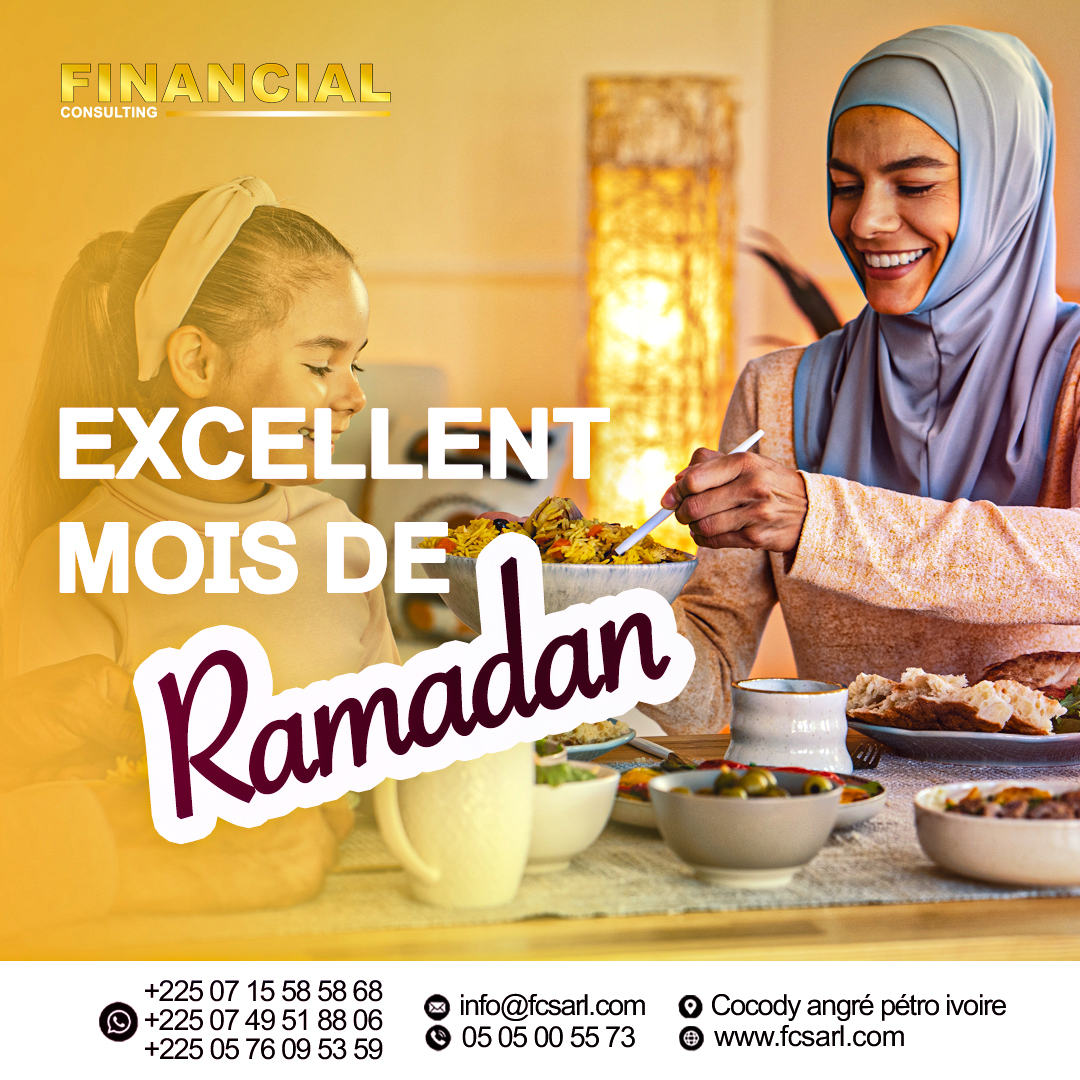 FINANCIAL
CONSULTING
EXCELLENT
MOIS DE
Ramadan
+225 07 15 58 58 68
+225 07 49 51 88 06
+225 05 76 09 53 59
info@fcsarl.com
05 05 00 55 73
Cocody angré pétro ivoire
www.fcsarl.com